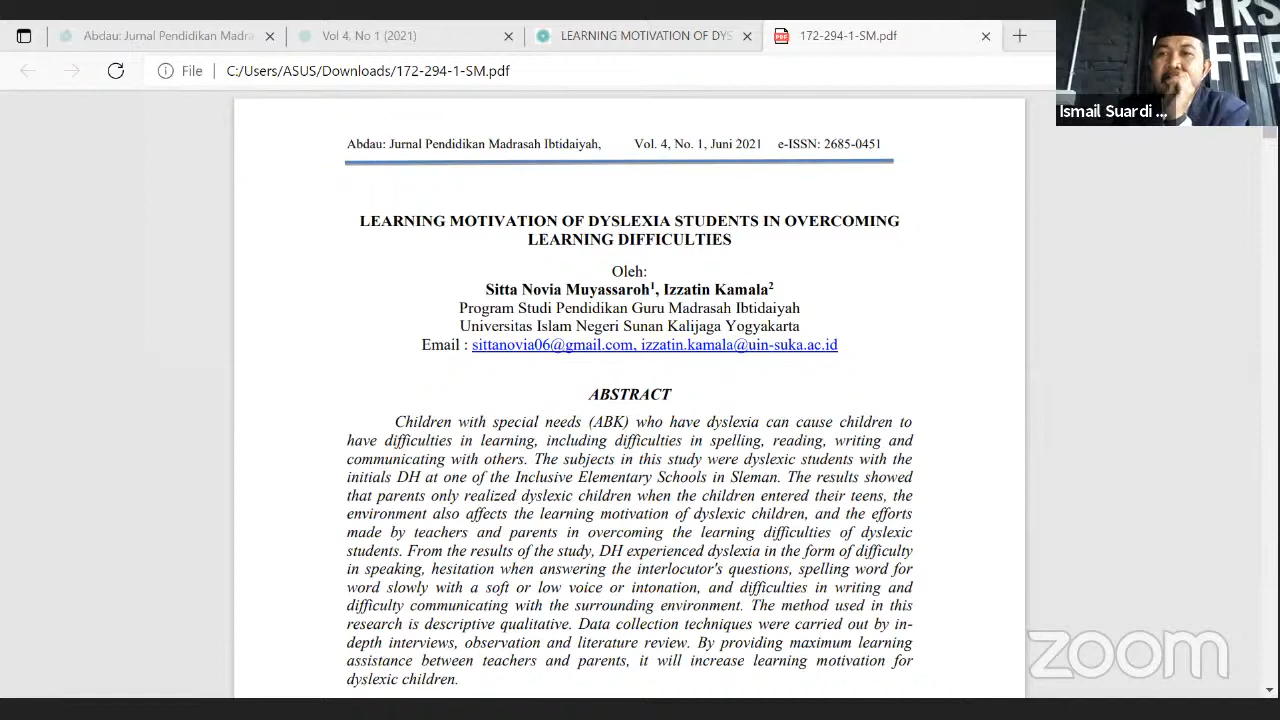 Abdau: Jurnal Pendidikan Madra
Vol 4, No 1 (2021)
LEARNING MOTIVATION OF DYS
172-294-1-SM.pdf
File
C:/Users/ASUS/Downloads/172-294-1-SM.pdf
FIRS
FFE
Ismail Suardi ...
Abdau: Jurnal Pendidikan Madrasah Ibtidaiyah, Vol. 4, No. 1, Juni 2021 e-ISSN: 2685-0451
LEARNING MOTIVATION OF DYSLEXIA STUDENTS IN OVERCOMING
LEARNING DIFFICULTIES
Oleh:
Sitta Novia Muyassaroh¹, Izzatin Kamala²
Program Studi Pendidikan Guru Madrasah Ibtidaiyah
Universitas Islam Negeri Sunan Kalijaga Yogyakarta
Email : sittanovia06@gmail.com, izzatin.kamala@uin-suka.ac.id
ABSTRACT
Children with special needs (ABK) who have dyslexia can cause children to
have difficulties in learning, including difficulties in spelling, reading, writing and
communicating with others. The subjects in this study were dyslexic students with the
initials DH at one of the Inclusive Elementary Schools in Sleman. The results showed
that parents only realized dyslexic children when the children entered their teens, the
environment also affects the learning motivation of dyslexic children, and the efforts
made by teachers and parents in overcoming the learning difficulties of dyslexic
students. From the results of the study, DH experienced dyslexia in the form of difficulty
in speaking, hesitation when answering the interlocutor's questions, spelling word for
word slowly with a soft or low voice or intonation, and difficulties in writing and
difficulty communicating with the surrounding environment. The method used in this
research is descriptive qualitative. Data collection techniques were carried out by in-
depth interviews, observation and literature review. By providing maximum learning
assistance between teachers and parents, it will increase learning motivation for
dyslexic children.
zoom